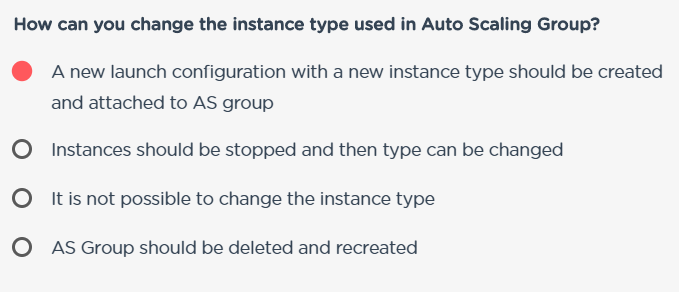 How can you change the instance type used in Auto Scaling Group?
A new launch configuration with a new instance type should be created
and attached to AS group
Instances should be stopped and then type can be changed
It is not possible to change the instance type
AS Group should be deleted and recreated